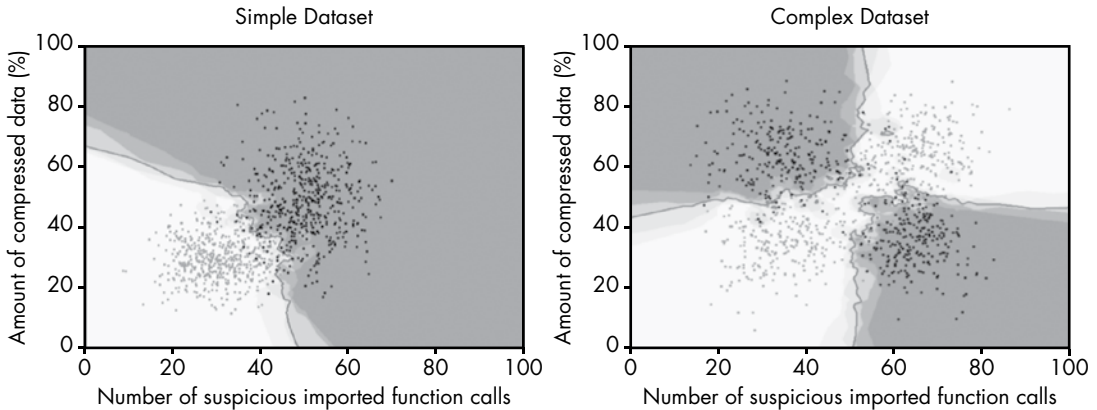 Simple Dataset
Amount of compressed data (%)
100
80
60
40
20
0
0 20 40 60 80 100
Number of suspicious imported function calls
Complex Dataset
Amount of compressed data (%)
100
80
60
40
20
0
0 20 40 60 80 100
Number of suspicious imported function calls